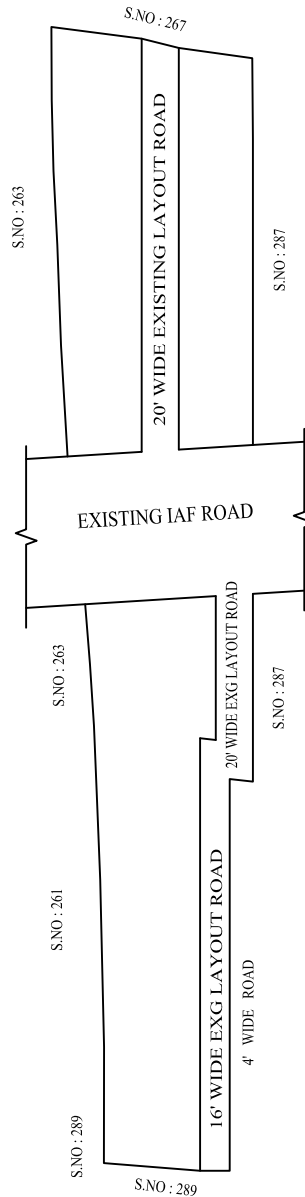 S.NO : 267
S.NO : 263
20' WIDE EXISTING LAYOUT ROAD
S.NO : 287
EXISTING IAF ROAD
S.NO : 263
20' WIDE EXG LAYOUT ROAD
S.NO : 287
S.NO : 261
16' WIDE EXG LAYOUT ROAD
4' WIDE ROAD
S.NO : 289
S.NO : 289